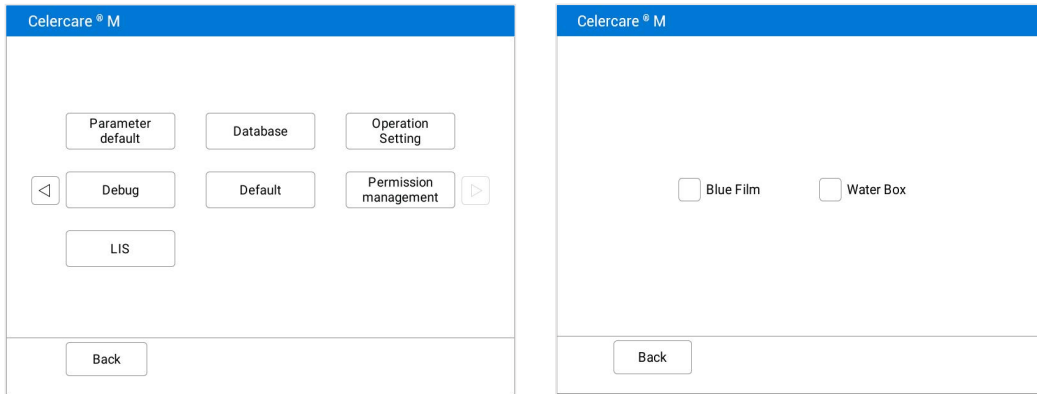 Celercare ® M
Parameter
default
Database
Operation
Setting
Debug
Default
Permission
management
LIS
Back
Celercare ® M
Blue Film
Water Box
Back